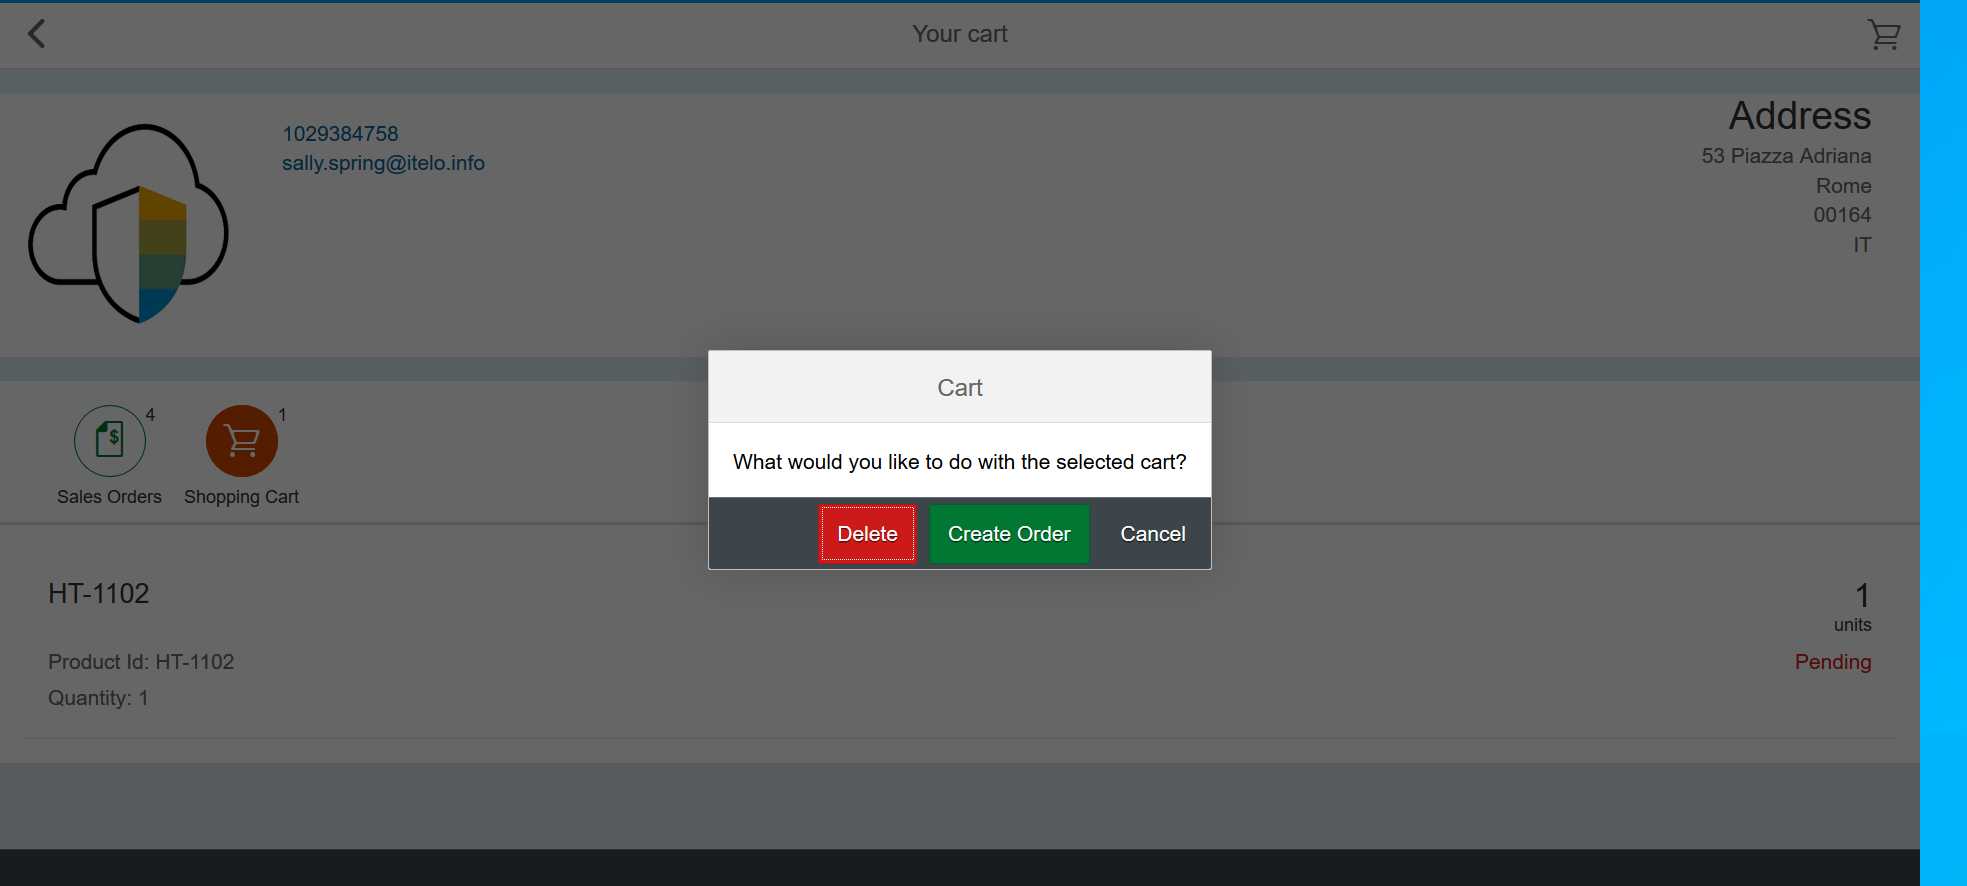 Your cart
1029384758
sally.spring@itelo.info
Address
53 Piazza Adriana
Rome
00164
IT
4
1
$
Sales Orders
Shopping Cart
Cart
What would you like to do with the selected cart?
Delete Create Order Cancel
HT-1102
1
units
Product Id: HT-1102
Pending
Quantity: 1